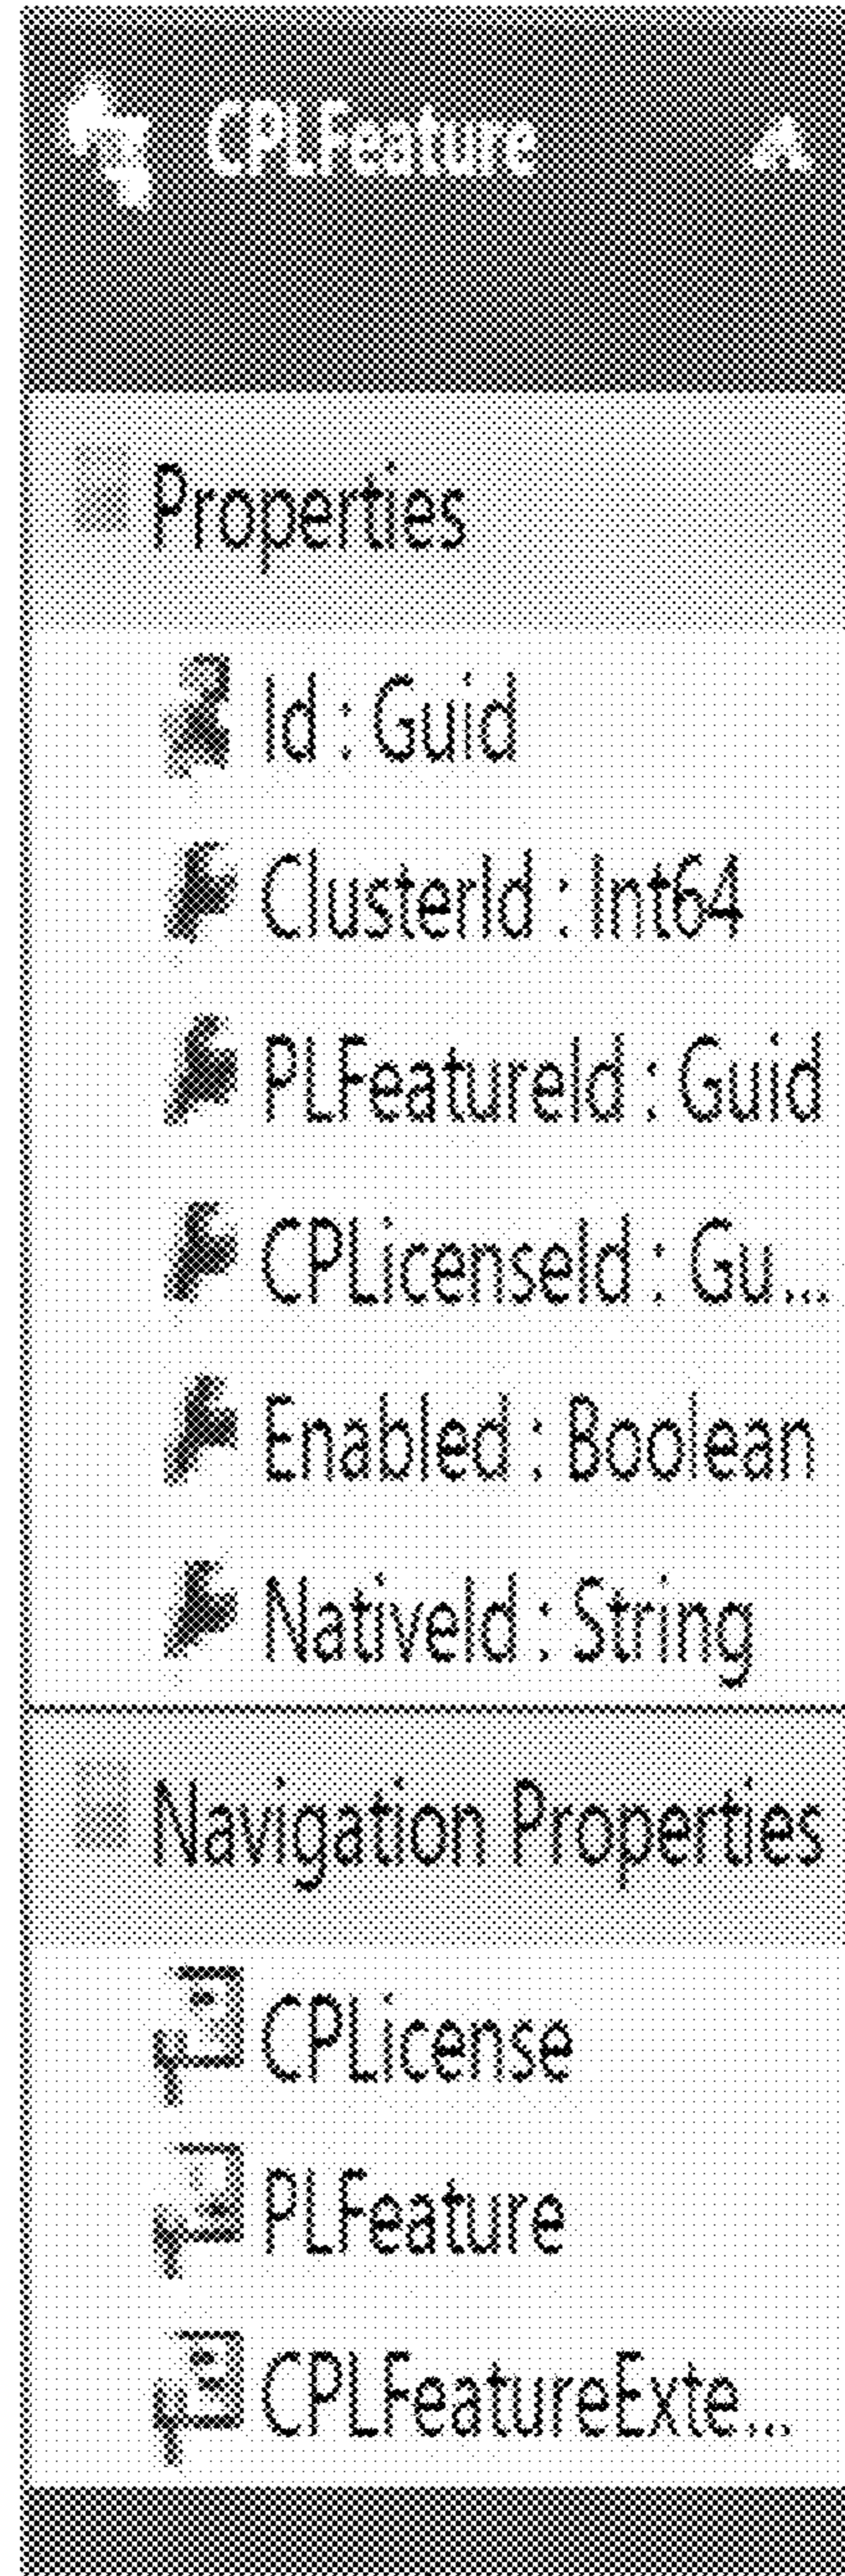 CPLFeature
Properties
Id : Guid
ClusterId : Int64
PLFeatureId : Guid
CPLicenseId : Gu...
Enabled : Boolean
NativeId : String
Navigation Properties
CPLicense
PLFeature
CPLFeatureExte...